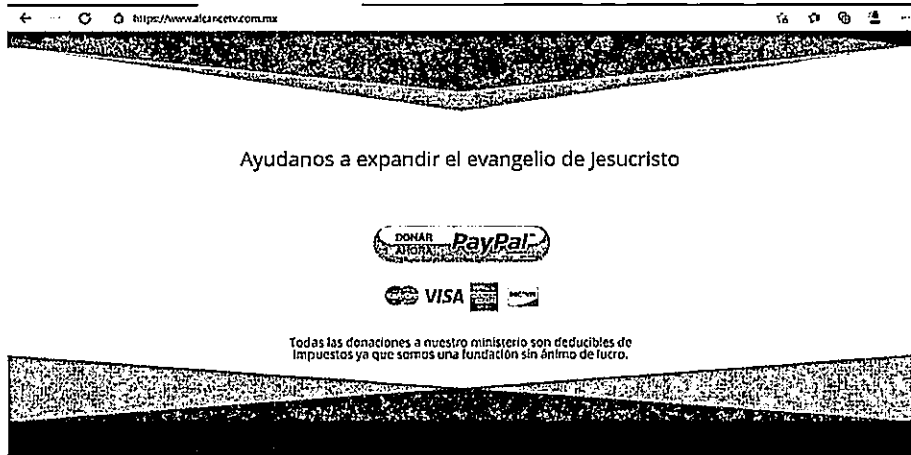 https://www.alcancetv.com.mx
Ayudanos a expandir el evangelio de Jesucristo
DONAR
AHORA
PayPal
VISA
Todas las donaciones a nuestro ministerio son deducibles de
impuestos ya que somos una fundación sin ánimo de lucro.